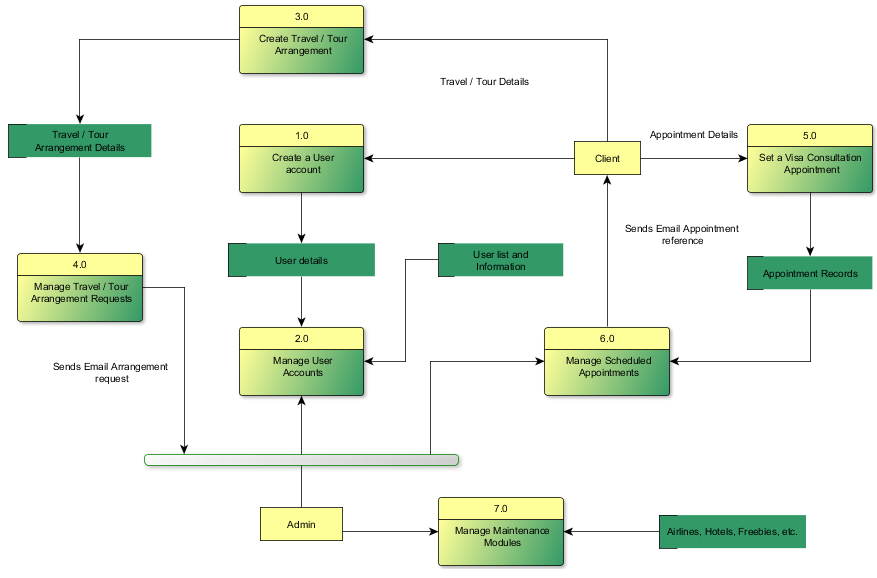 3.0
Create Travel / Tour
Arrangement
Travel / Tour Details
Travel / Tour
Arrangement Details
1.0
Create a User
account
Client
Appointment Details
5.0
Set a Visa Consultation
Appointment
Sends Email Appointment
reference
User details
User list and
Information
Appointment Records
4.0
Manage Travel / Tour
Arrangement Requests
2.0
Manage User
Accounts
6.0
Manage Scheduled
Appointments
Sends Email Arrangement
request
Admin
7.0
Manage Maintenance
Modules
Airlines, Hotels, Freebies, etc.